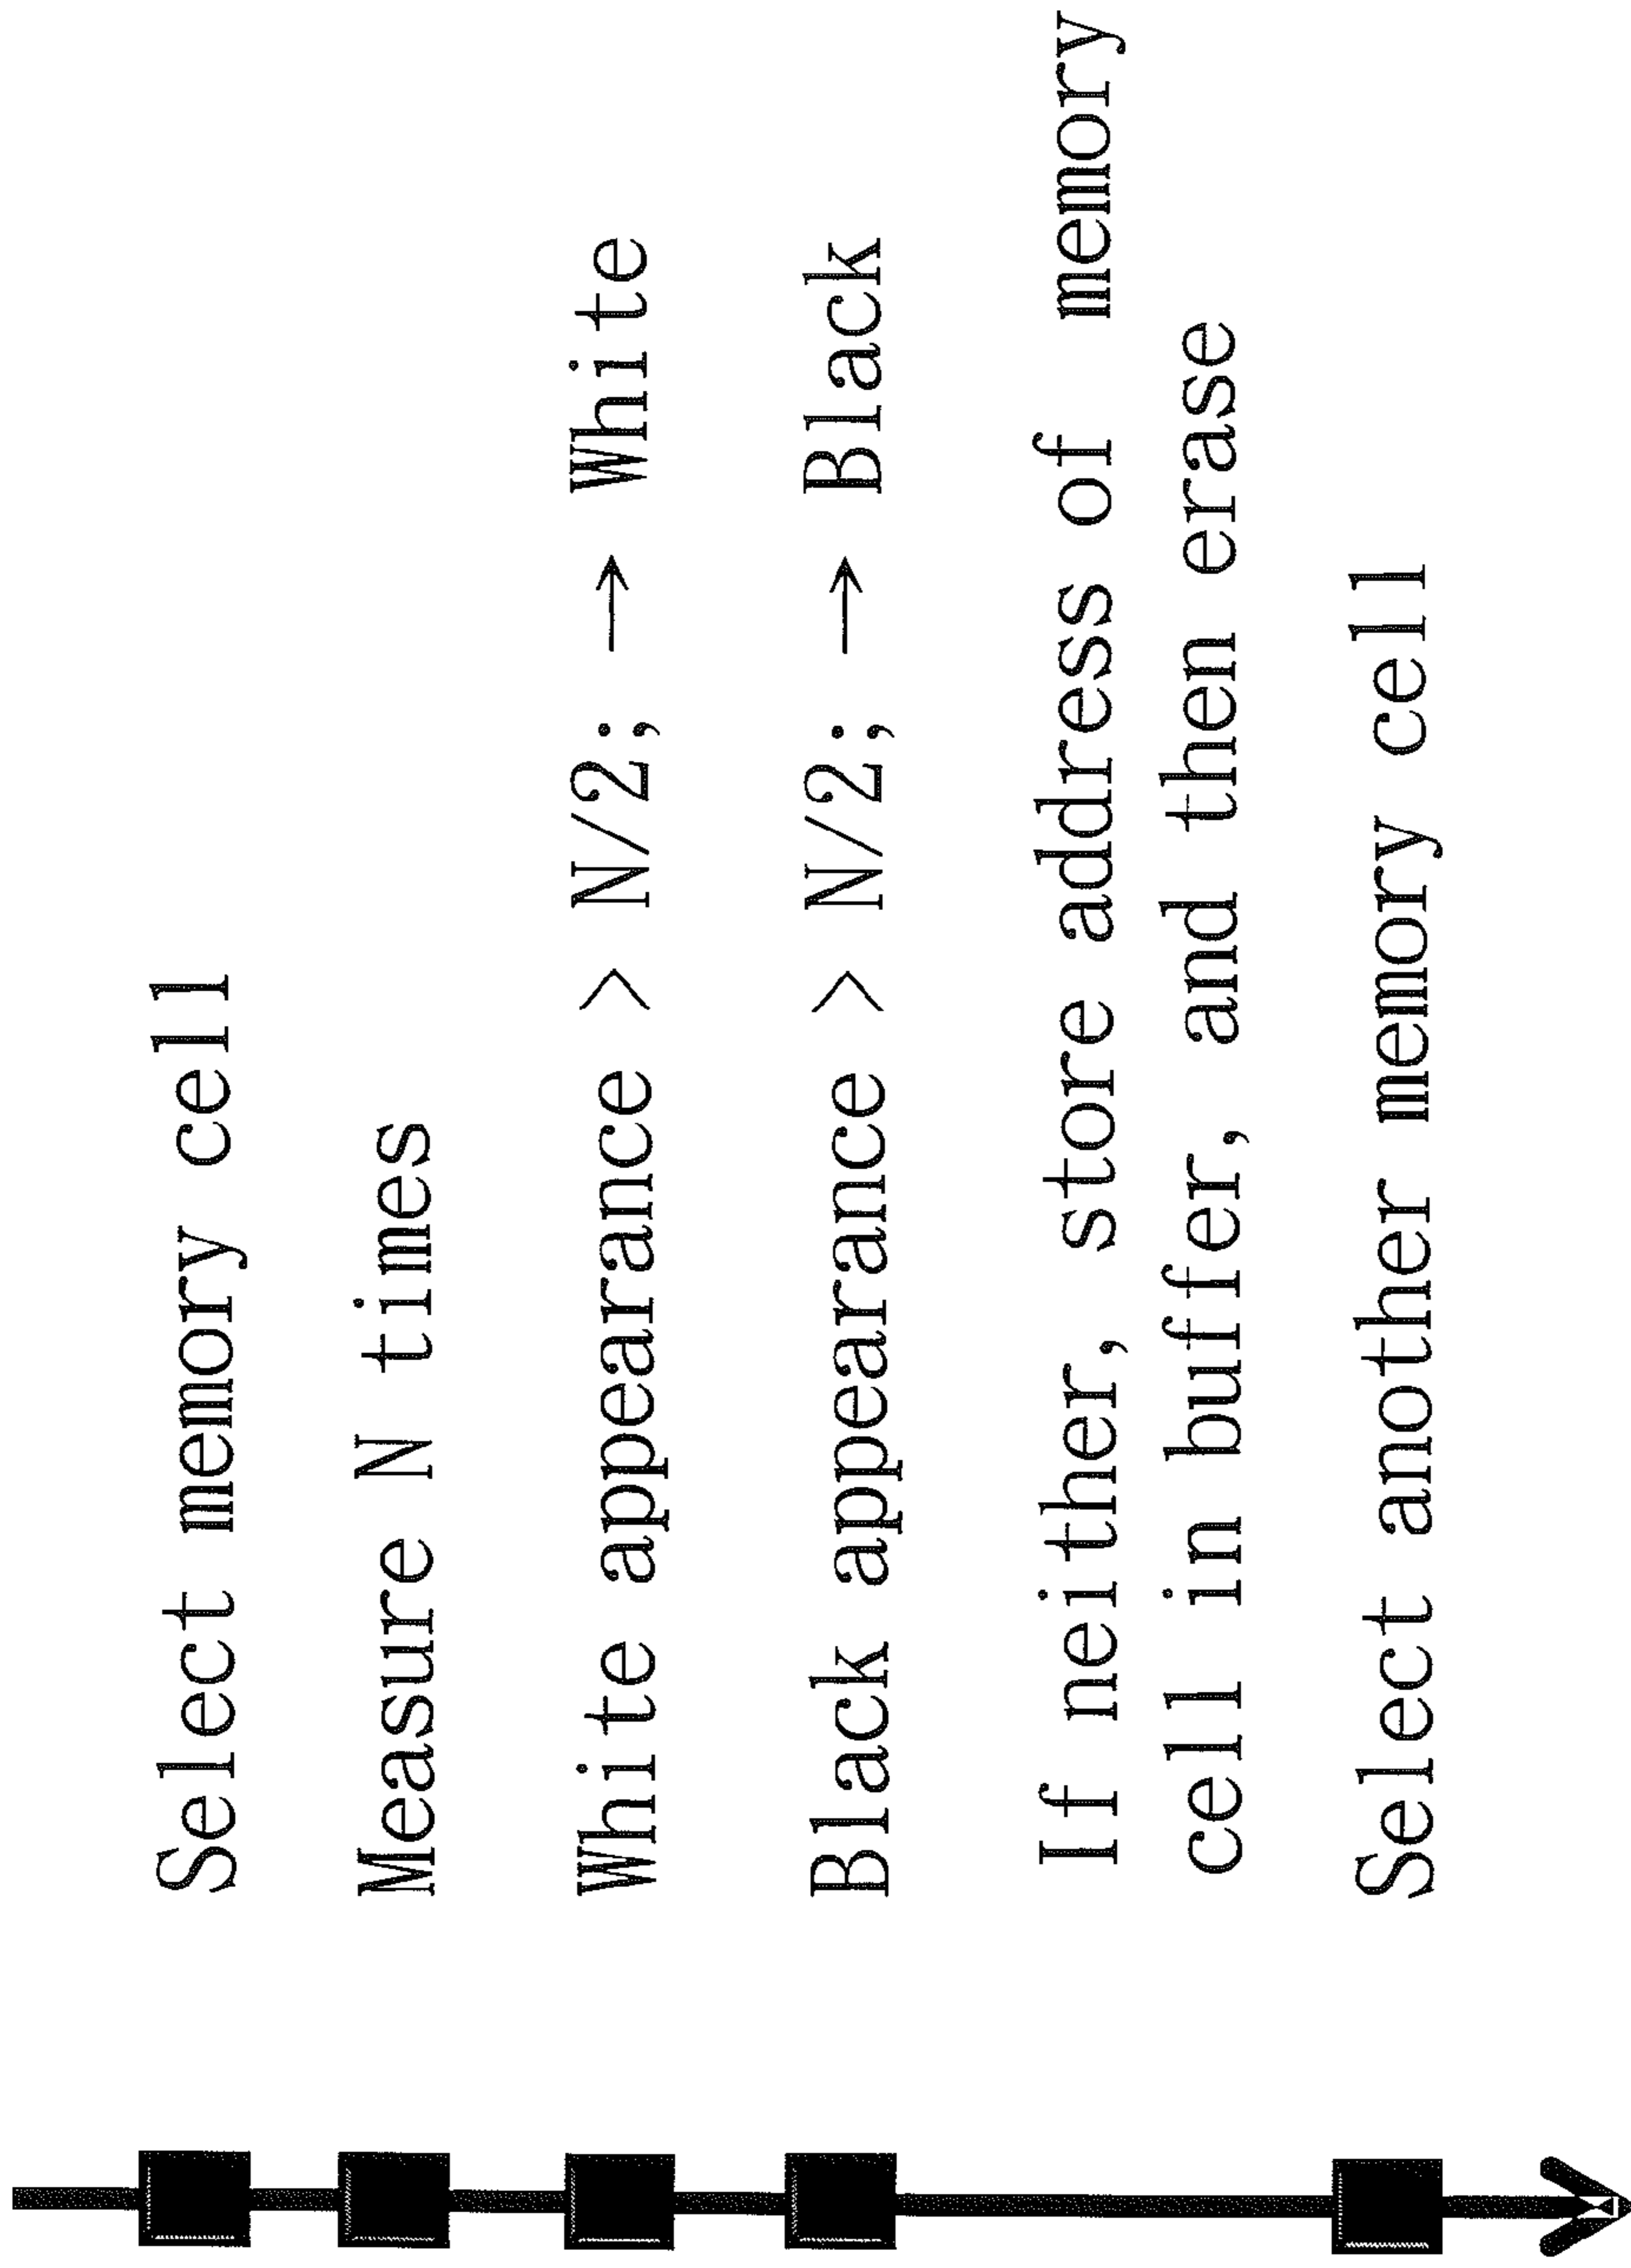 Select memory cell
Measure N times
White appearance > N/2; → White
Black appearance > N/2; → Black
If neither, store address of memory
cell in buffer, and then erase
Select another memory cell